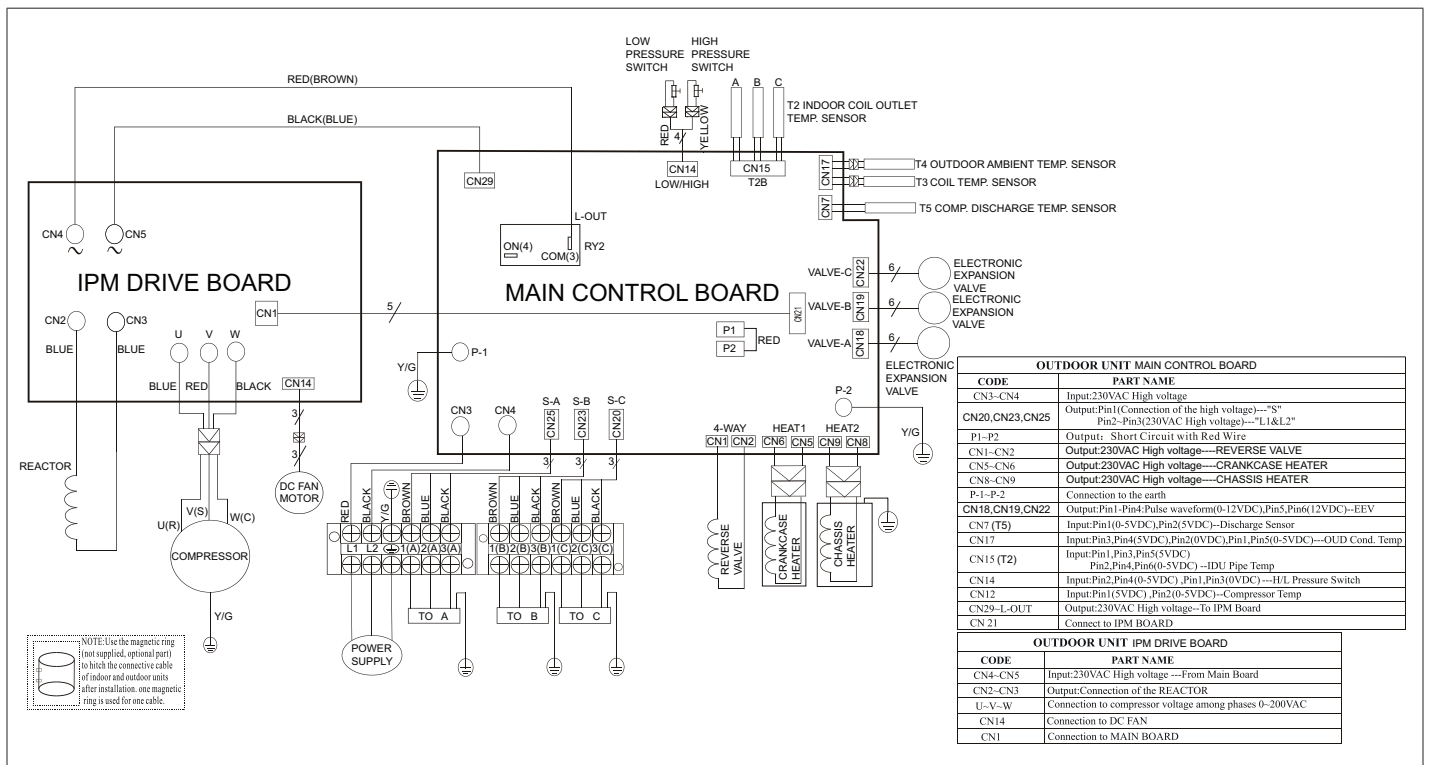 LOW
PRESSURE
SWITCH
HIGH
PRESSURE
SWITCH
RED(BROWN)
A B C
T2 INDOOR COIL OUTLET
TEMP. SENSOR
BLACK(BLUE)
RED
4
YELLOW
CN29
CN14
LOW/HIGH
CN15
T2B
CN17
T4 OUTDOOR AMBIENT TEMP. SENSOR
T3 COIL TEMP. SENSOR
CN7
T5 COMP. DISCHARGE TEMP. SENSOR
CN4
CN5
L-OUT
ON(4)
COM(3)
RY2
IPM DRIVE BOARD
MAIN CONTROL BOARD
VALVE-C
CN22
6
ELECTRONIC
EXPANSION
VALVE
VALVE-B
CN19
6
ELECTRONIC
EXPANSION
VALVE
VALVE-A
CN18
6
ELECTRONIC
EXPANSION
VALVE
CN1
5
CN21
P1
P2
RED
CN2
CN3
BLUE
BLUE
U V W
BLUE RED BLACK
CN14
3
3
DC FAN
MOTOR
P-1
Y/G
P-2
Y/G
CN3
CN4
S-A
CN25
S-B
CN23
S-C
CN20
3
3
3
4-WAY
CN1 CN2
HEAT1
CN6 CN5
HEAT2
CN9 CN8
REACTOR
V(S)
U(R)
W(C)
COMPRESSOR
Y/G
RED
BLACK
Y/G
BROWN
BLUE
BLACK
BROWN
BLUE
BLACK
BROWN
BLUE
BLACK
L1 L2 1(A) 2(A) 3(A)
1(B) 2(B) 3(B) 1(C) 2(C) 3(C)
TO A
TO B
TO C
POWER
SUPPLY
REVERSE
VALVE
CRANKCASE
HEATER
CHASSIS
HEATER
NOTE:Use the magnetic ring
(not supplied, optional part)
to hitch the connective cable
of indoor and outdoor units
after installation. one magnetic
ring is used for one cable.
OUTDOOR UNIT MAIN CONTROL BOARD
CODE PART NAME
CN3~CN4 Input:230VAC High voltage
CN20,CN23,CN25 Output:Pin1(Connection of the high voltage)---"S"
Pin2~Pin3(230VAC High voltage)---"L1&L2"
P1~P2 Output: Short Circuit with Red Wire
CN1~CN2 Output:230VAC High voltage----REVERSE VALVE
CN5~CN6 Output:230VAC High voltage----CRANKCASE HEATER
CN8~CN9 Output:230VAC High voltage----CHASSIS HEATER
P-1~P-2 Connection to the earth
CN18,CN19,CN22 Output:Pin1-Pin4:Pulse waveform(0-12VDC),Pin5,Pin6(12VDC)--EEV
CN7 (T5) Input:Pin1(0-5VDC),Pin2(5VDC)--Discharge Sensor
CN17 Input:Pin3,Pin4(5VDC),Pin2(0VDC),Pin1,Pin5(0-5VDC)---OUD Cond. Temp
CN15 (T2) Input:Pin1,Pin3,Pin5(5VDC)
Pin2,Pin4,Pin6(0-5VDC) --IDU Pipe Temp
CN14 Input:Pin2,Pin4(0-5VDC) ,Pin1,Pin3(0VDC) ---H/L Pressure Switch
CN12 Input:Pin1(5VDC) ,Pin2(0-5VDC)--Compressor Temp
CN29~L-OUT Output:230VAC High voltage--To IPM Board
CN 21 Connect to IPM BOARD
OUTDOOR UNIT IPM DRIVE BOARD
CODE PART NAME
CN4~CN5 Input:230VAC High voltage ---From Main Board
CN2~CN3 Output:Connection of the REACTOR
U~V~W Connection to compressor voltage among phases 0~200VAC
CN14 Connection to DC FAN
CN1 Connection to MAIN BOARD